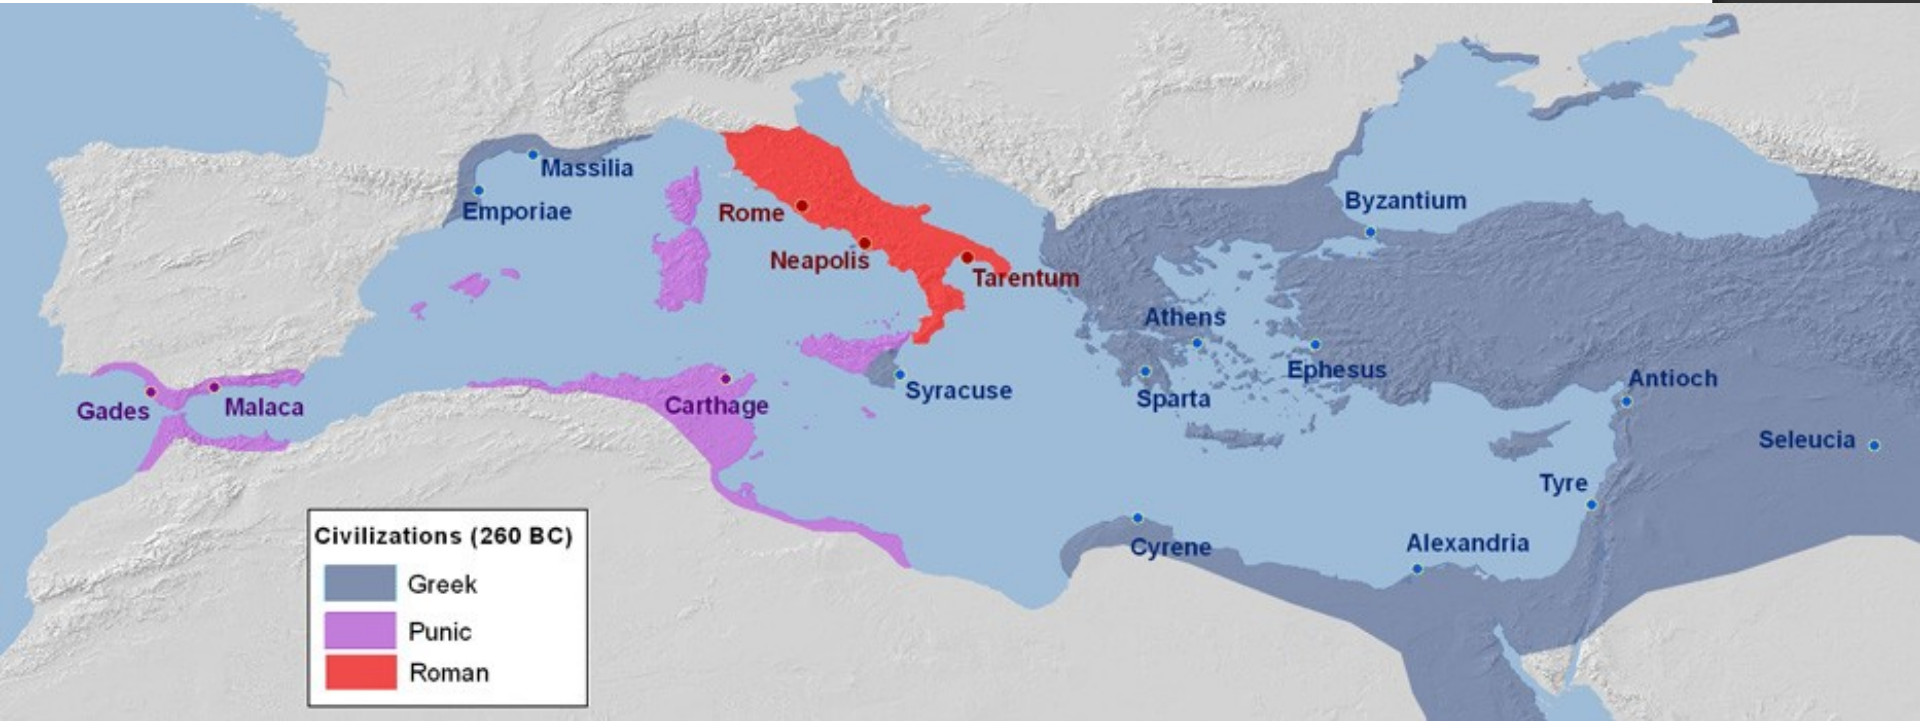 Massilia
Emporiae
Rome
Neapolis
Tarentum
Byzantium
Athens
Ephesus
Sparta
Syracuse
Antioch
Seleucia
Tyre
Carthage
Gades
Malaca
Cyrene
Alexandria
Civilizations (260 BC)
Greek
Punic
Roman